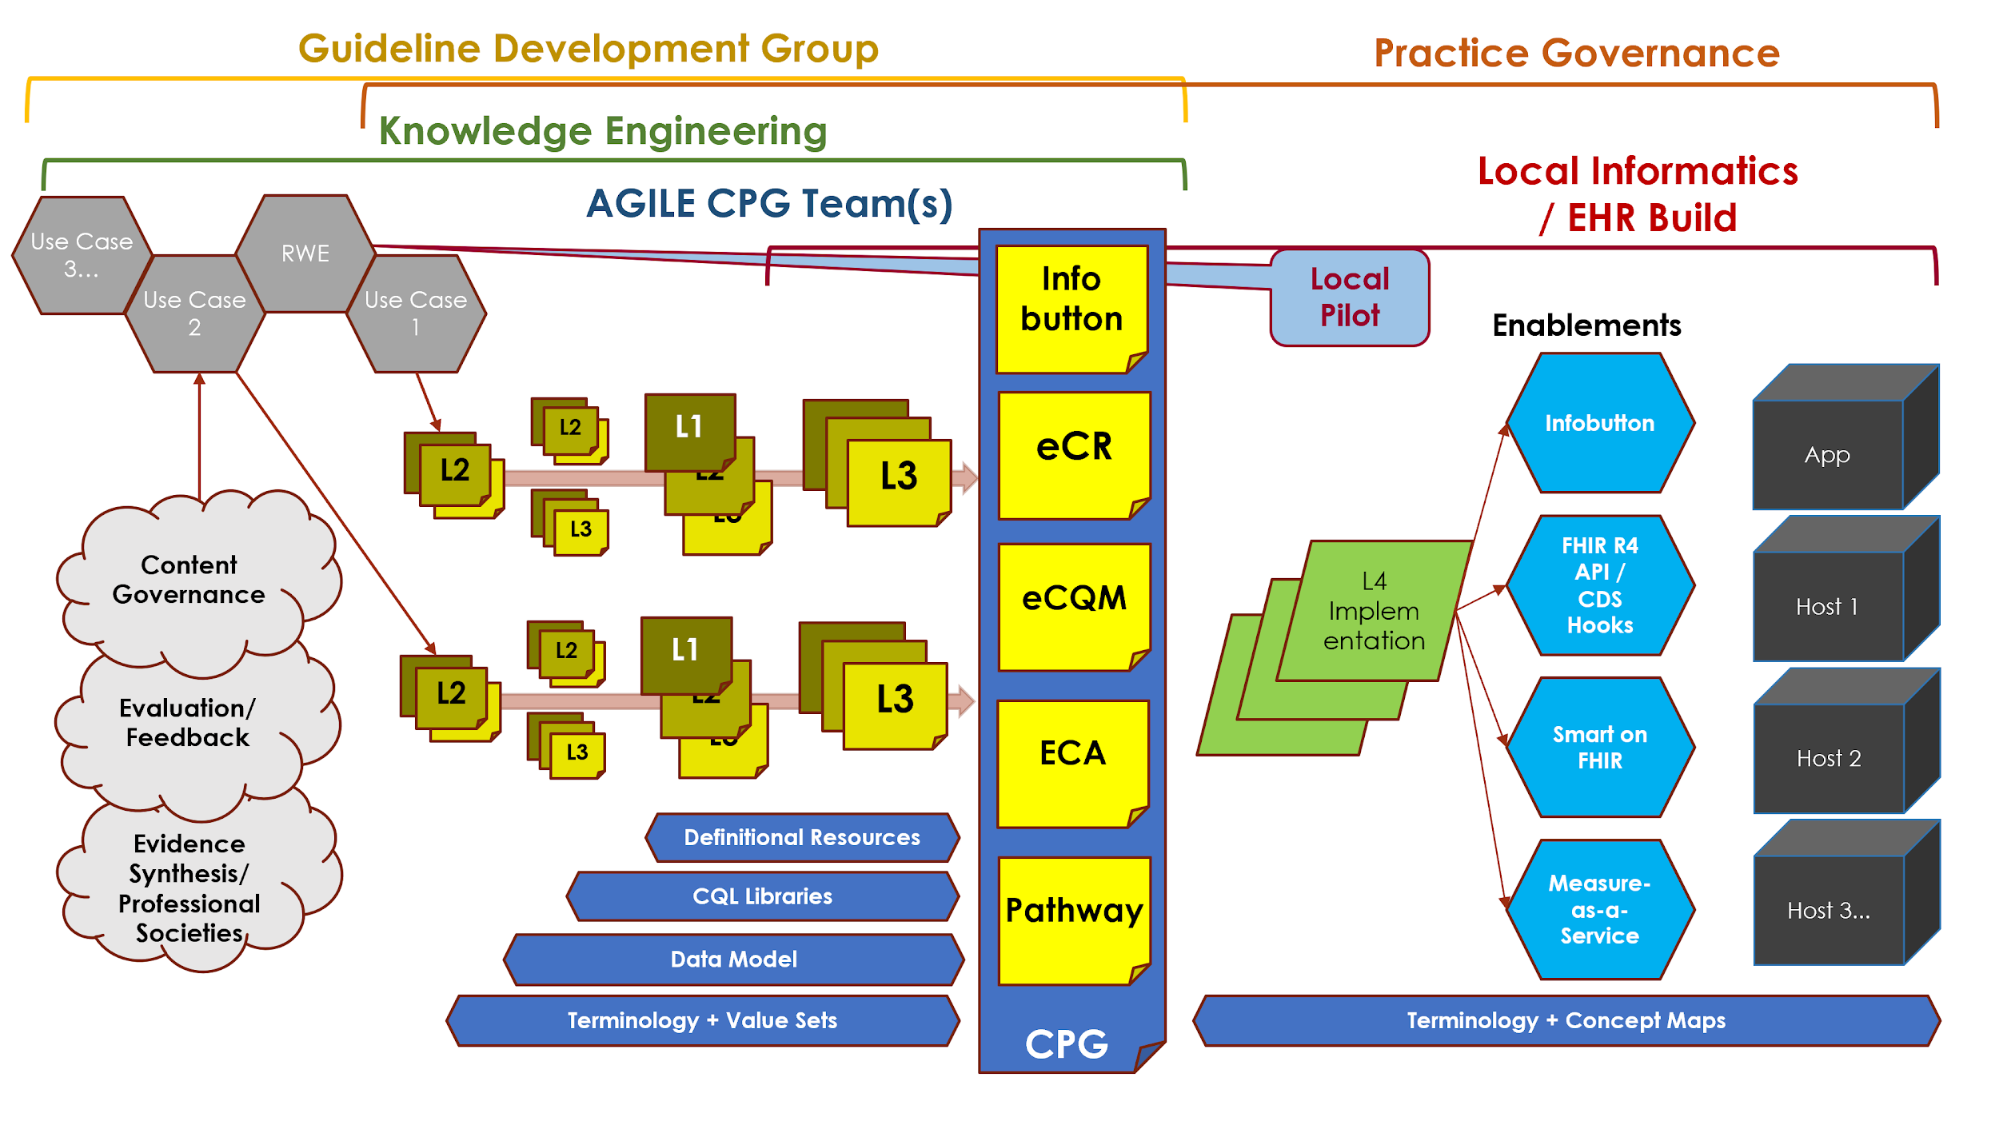 Guideline Development Group
Practice Governance
Knowledge Engineering
AGILE CPG Team(s)
Local Informatics
/ EHR Build
Use Case
3...
Use Case
2
RWE
Use Case
1
Local
Pilot
Content
Governance
Evaluation/
Feedback
Evidence
Synthesis/
Professional
Societies
L2
L2
L3
L1
L2
L3
L3
L2
L2
L3
L1
L2
L3
L3
Definitional Resources
CQL Libraries
Data Model
Terminology + Value Sets
Info
button
eCR
eCQM
ECA
Pathway
CPG
L4
Implem
entation
Enablements
Infobutton
FHIR R4
API /
CDS
Hooks
Smart on
FHIR
Measure-
as-a-
Service
App
Host 1
Host 2
Host 3...
Terminology + Concept Maps